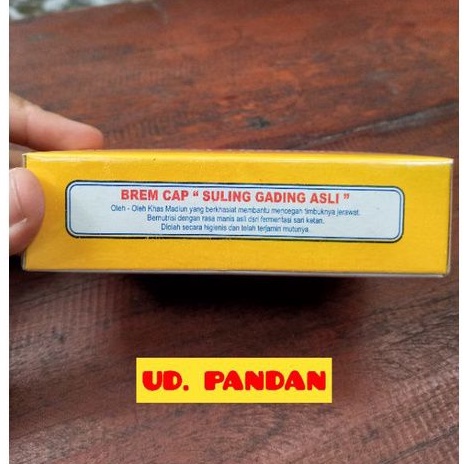 BREM CAP " SULING GADING ASLI "
Oleh - Oleh Khas Madiun yang berkhasiat membantu mencegah timbulnya jerawat.
Bernutrisi dengan rasa manis asli dari fermentasi sari ketan.
Diolah secara higienis dan telah terjamin mutunya.
UD. PANDAN